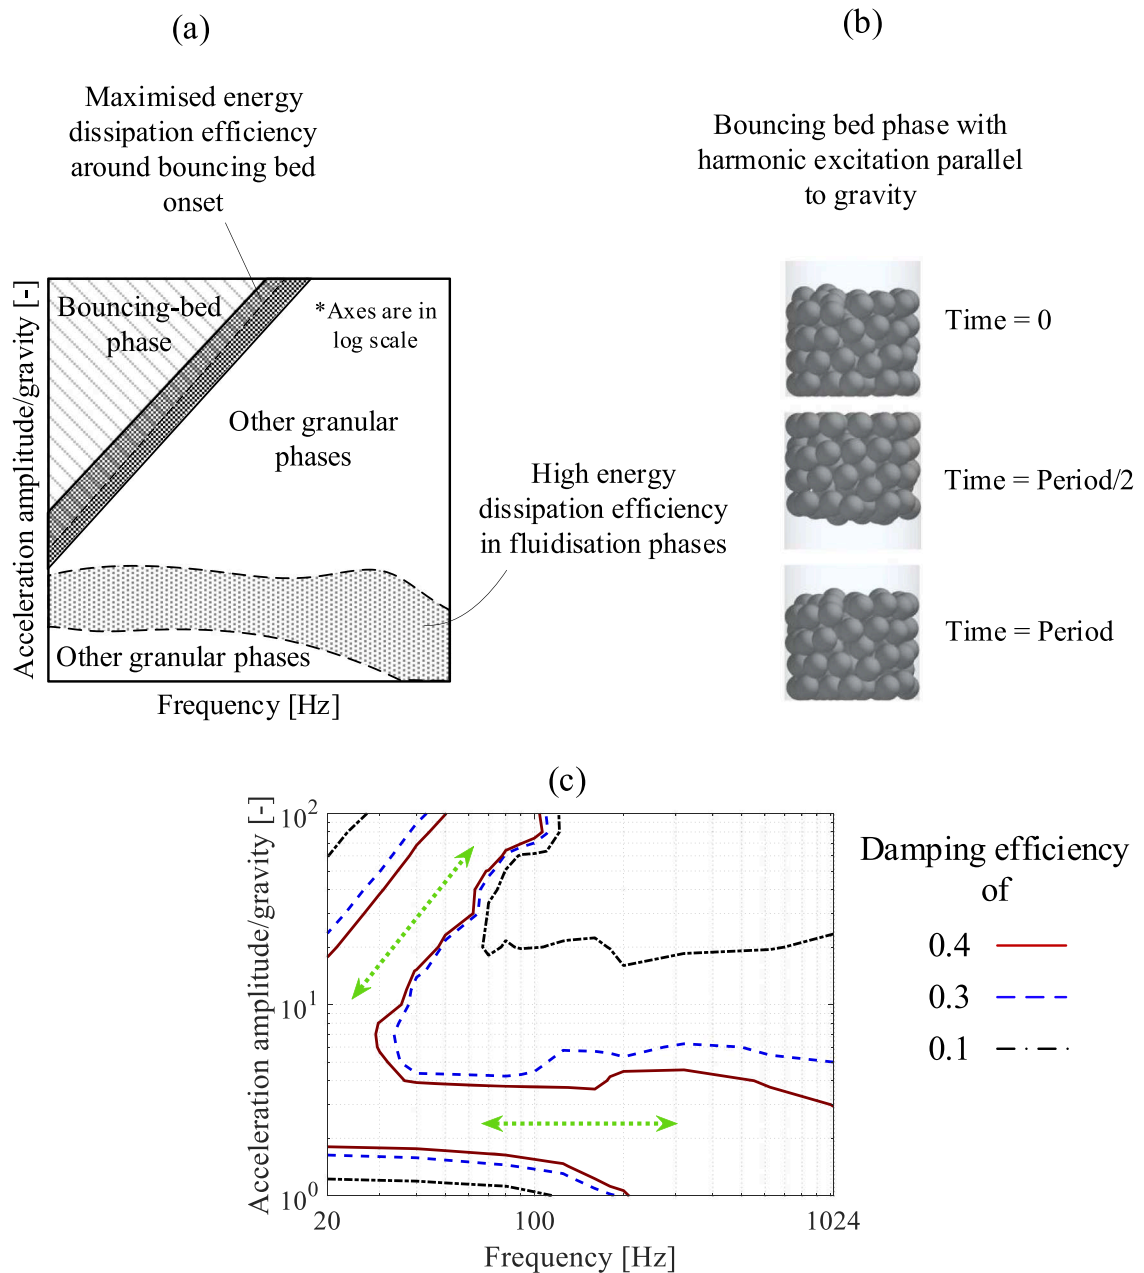 (a)
Maximised energy
dissipation efficiency
around bouncing bed
onset
Acceleration amplitude/gravity [-]
Bouncing-bed
phase
*Axes are in
log scale
Other granular
phases
High energy
dissipation efficiency
in fluidisation phases
Other granular phases
Frequency [Hz]
(b)
Bouncing bed phase with
harmonic excitation parallel
to gravity
Time = 0
Time = Period/2
Time = Period
(c)
Acceleration amplitude/gravity [-]
10²
10¹
10⁰
20
100
1024
Frequency [Hz]
Damping efficiency
of
0.4
0.3
0.1